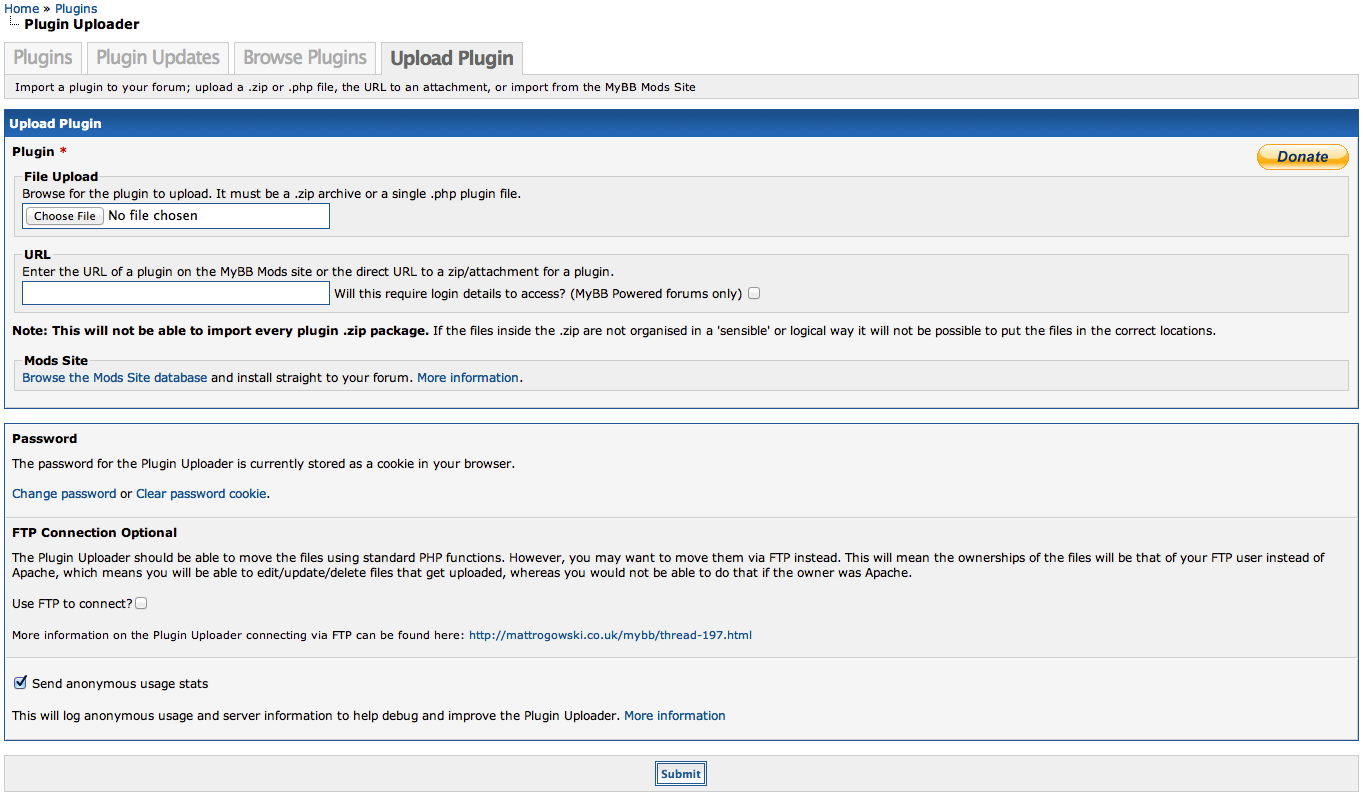 Home » Plugins
Plugin Uploader
Plugins
Plugin Updates
Browse Plugins
Upload Plugin
Import a plugin to your forum; upload a .zip or .php file, the URL to an attachment, or import from the MyBB Mods Site
Upload Plugin
Plugin *
Donate
File Upload
Browse for the plugin to upload. It must be a .zip archive or a single .php plugin file.
Choose File No file chosen
URL
Enter the URL of a plugin on the MyBB Mods site or the direct URL to a zip/attachment for a plugin.
Will this require login details to access? (MyBB Powered forums only)
Note: This will not be able to import every plugin .zip package. If the files inside the .zip are not organised in a 'sensible' or logical way it will not be possible to put the files in the correct locations.
Mods Site
Browse the Mods Site database and install straight to your forum. More information.
Password
The password for the Plugin Uploader is currently stored as a cookie in your browser.
Change password or Clear password cookie.
FTP Connection Optional
The Plugin Uploader should be able to move the files using standard PHP functions. However, you may want to move them via FTP instead. This will mean the ownerships of the files will be that of your FTP user instead of
Apache, which means you will be able to edit/update/delete files that get uploaded, whereas you would not be able to do that if the owner was Apache.
Use FTP to connect?
More information on the Plugin Uploader connecting via FTP can be found here: http://mattrogowski.co.uk/mybb/thread-197.html
Send anonymous usage stats
This will log anonymous usage and server information to help debug and improve the Plugin Uploader. More information
Submit